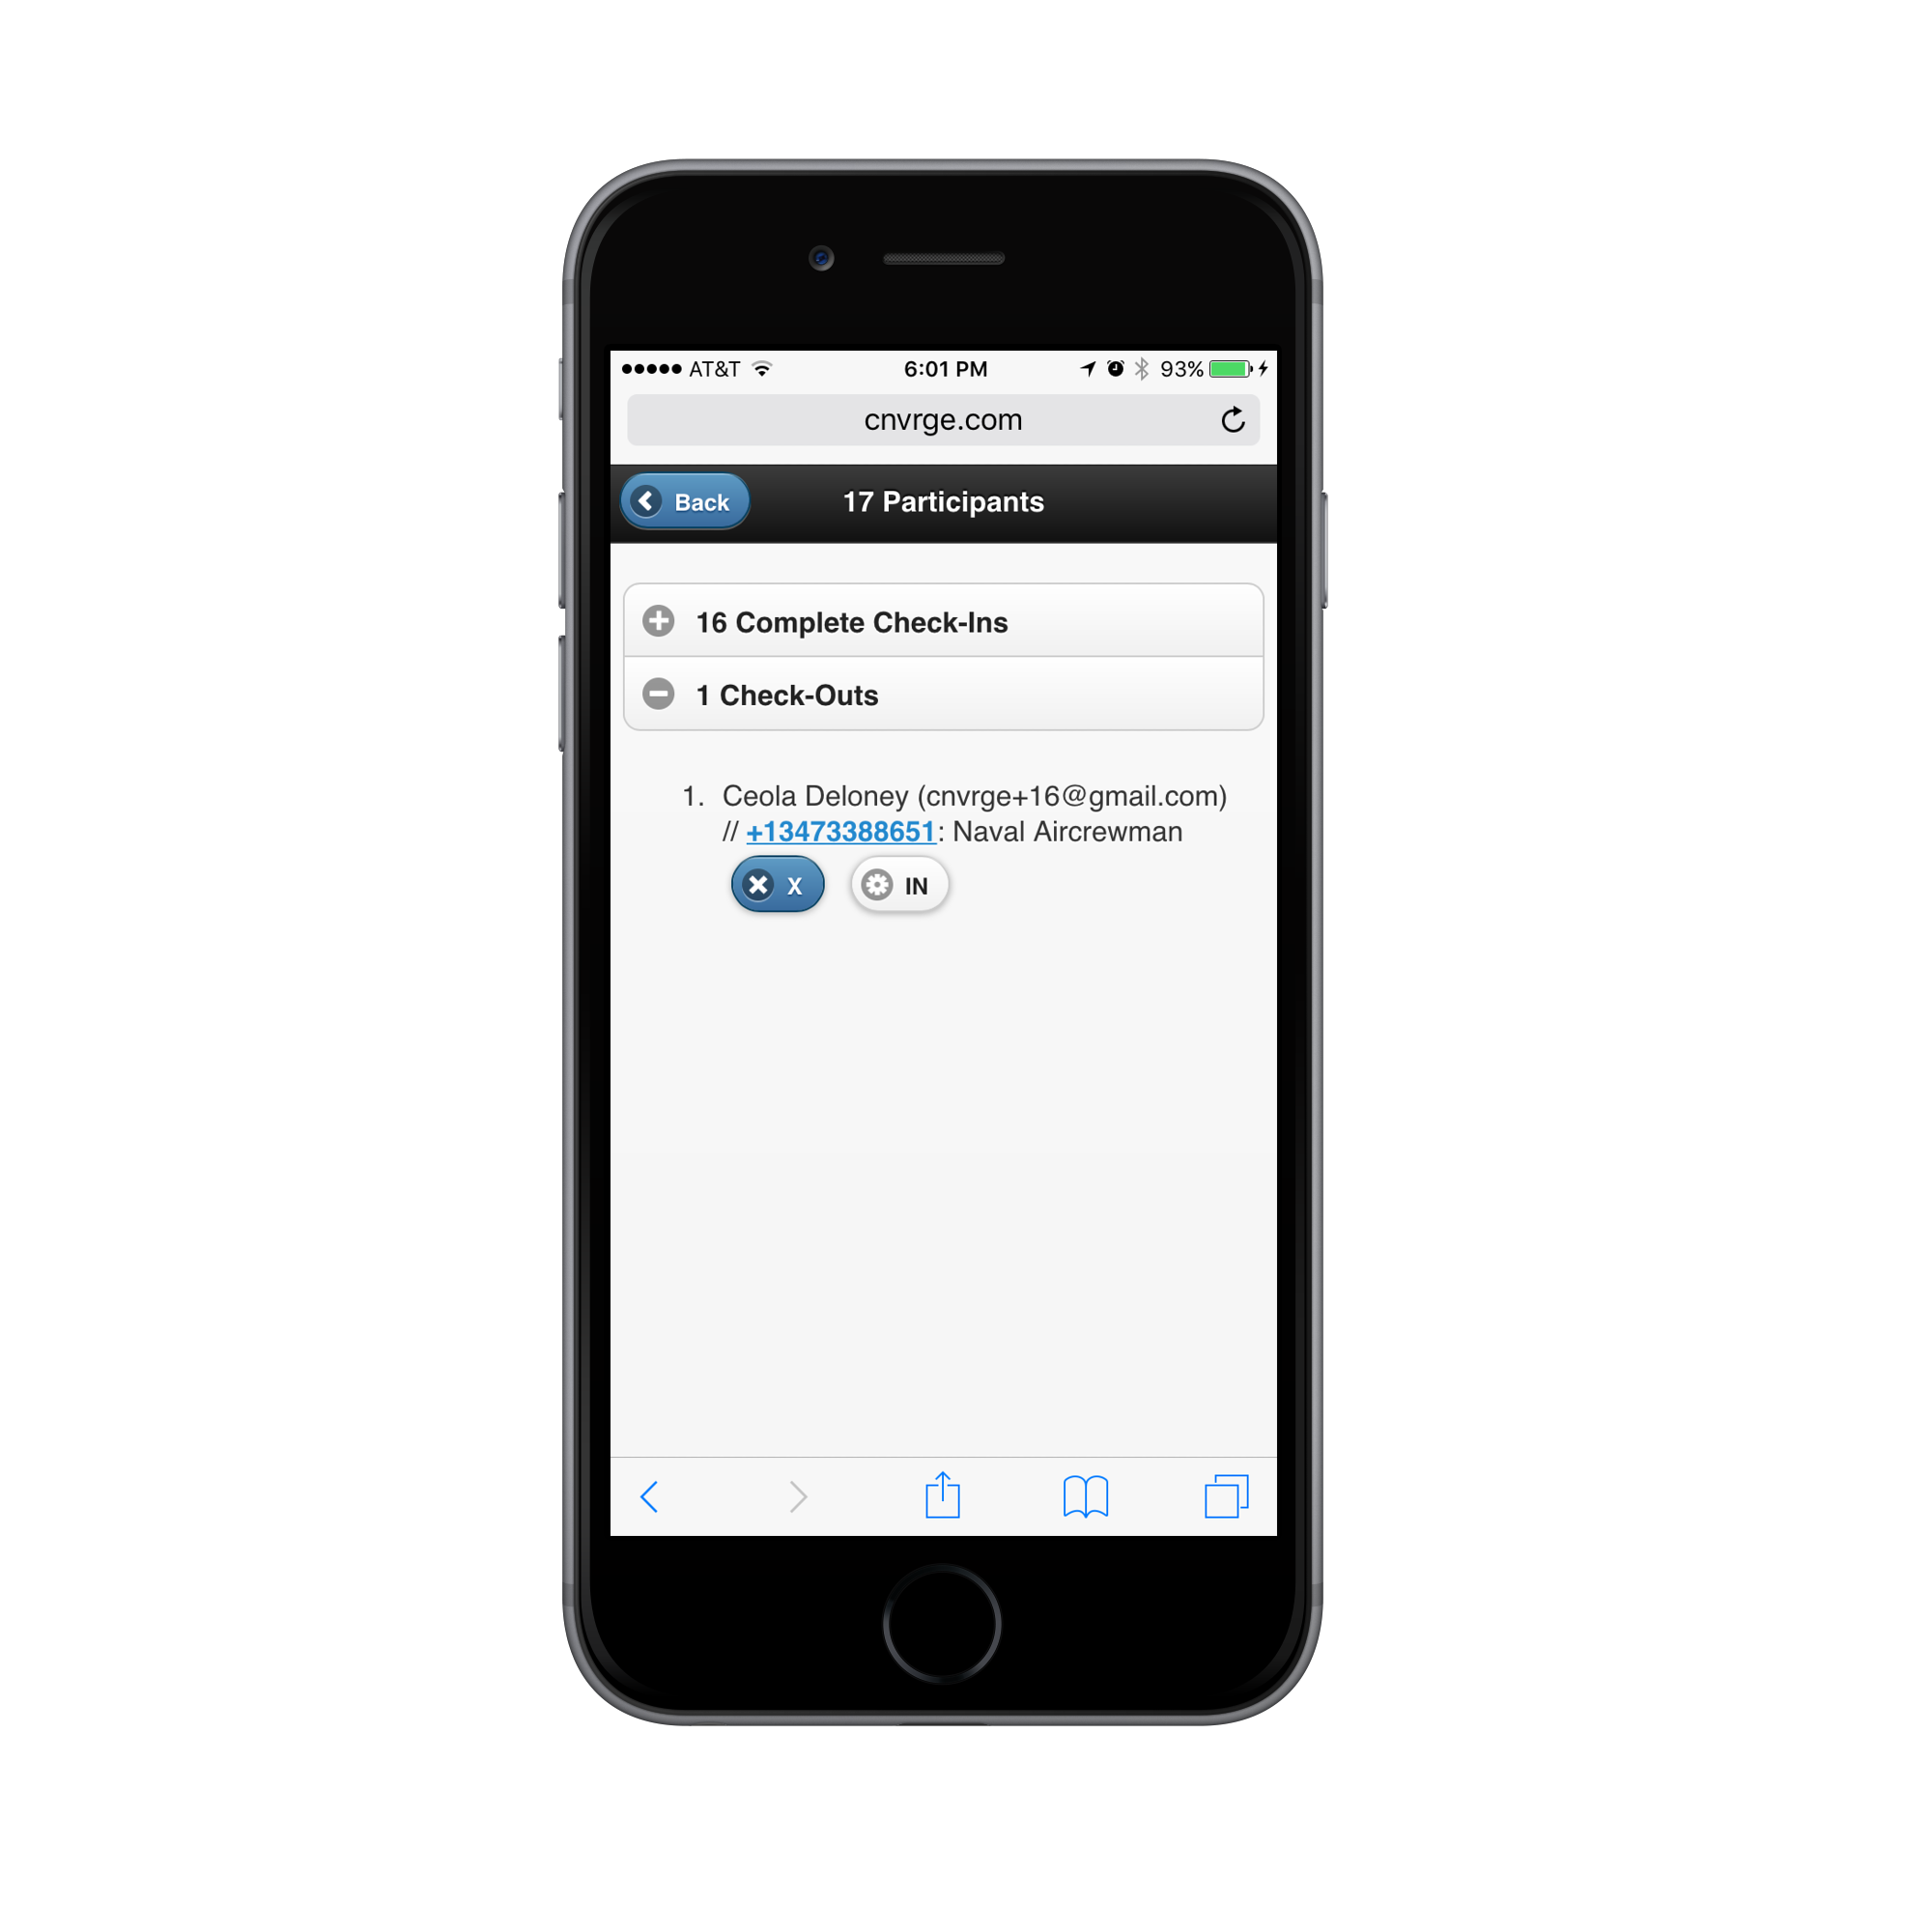 AT&T 6:01 PM 93%
cnvrge.com
Back 17 Participants
16 Complete Check-Ins
1 Check-Outs
1. Ceola Deloney (cnvrge+16@gmail.com)
// +13473388651: Naval Aircrewman
X IN